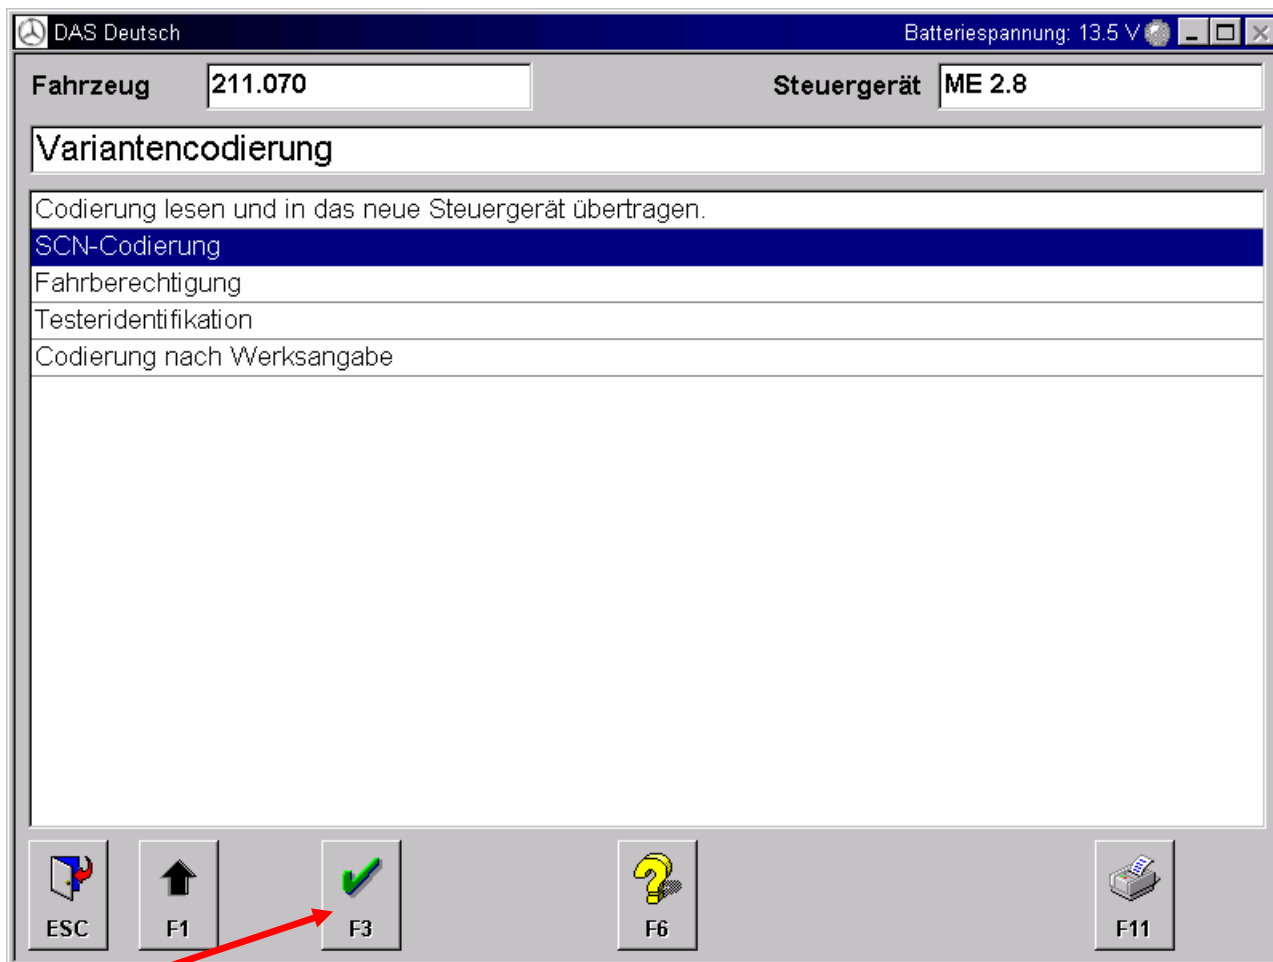 DAS Deutsch Batteriespannung: 13.5 V
Fahrzeug 211.070 Steuergerät ME 2.8
Variantencodierung
Codierung lesen und in das neue Steuergerät übertragen.
SCN-Codierung
Fahrberechtigung
Testeridentifikation
Codierung nach Werksangabe
ESC F1 F3 F6 F11